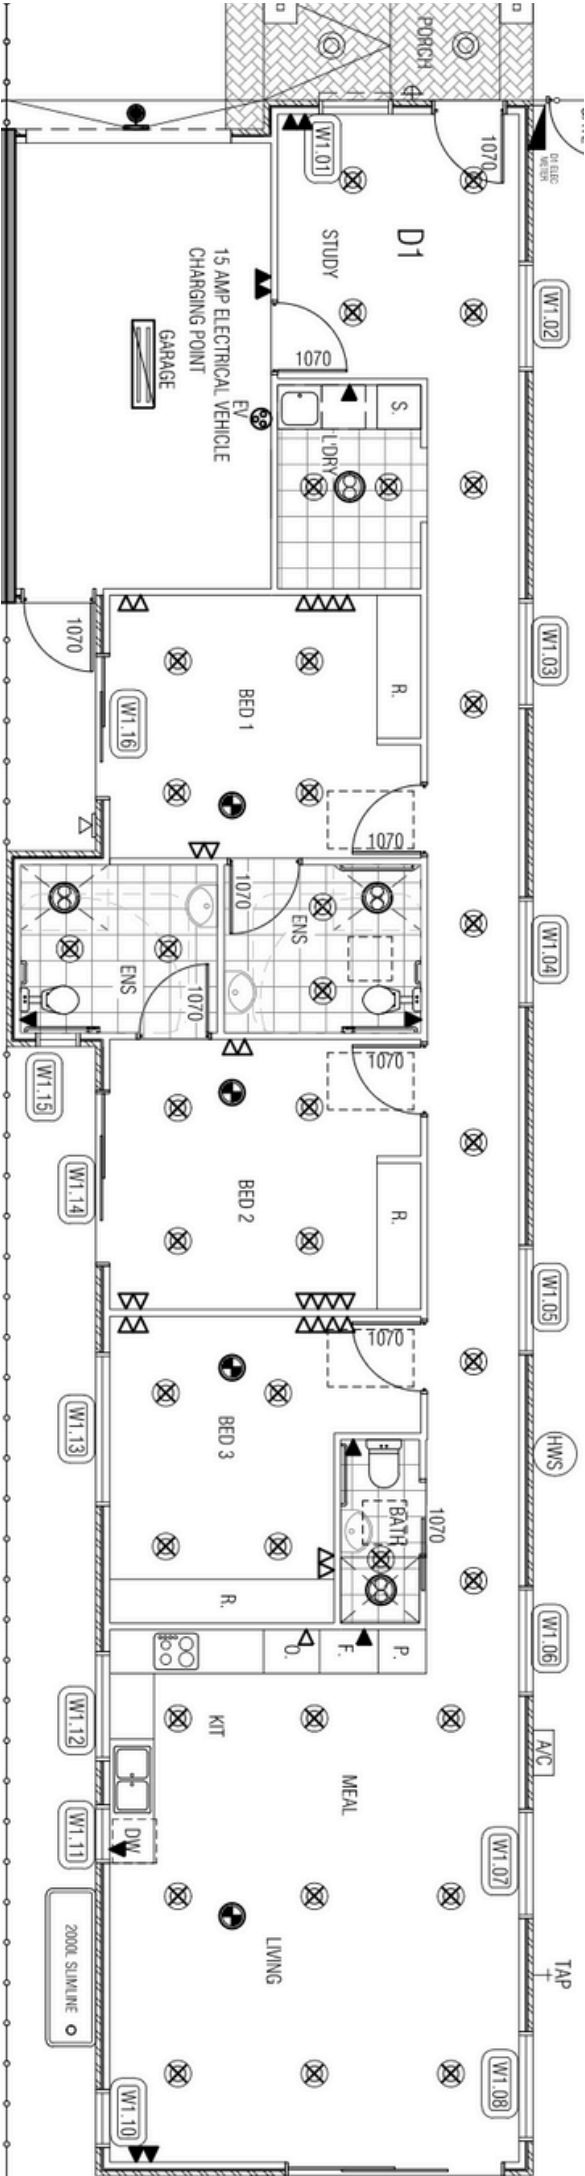 PORCH
W1.01
1070
D1 ELEC
METER
D1
STUDY
W1.02
15 AMP ELECTRICAL VEHICLE
CHARGING POINT
GARAGE
EV
1070
S.
L'DRY
1070
W1.03
BED 1
R.
W1.16
1070
1070
ENS
W1.04
ENS
1070
W1.15
1070
W1.14
BED 2
R.
W1.05
1070
HWS
W1.13
BED 3
BATH
1070
R.
W1.06
O.
F.
P.
W1.12
KIT
MEAL
A/C
W1.11
DW
W1.07
2000L SLIMLINE
LIVING
TAP
W1.10
W1.08